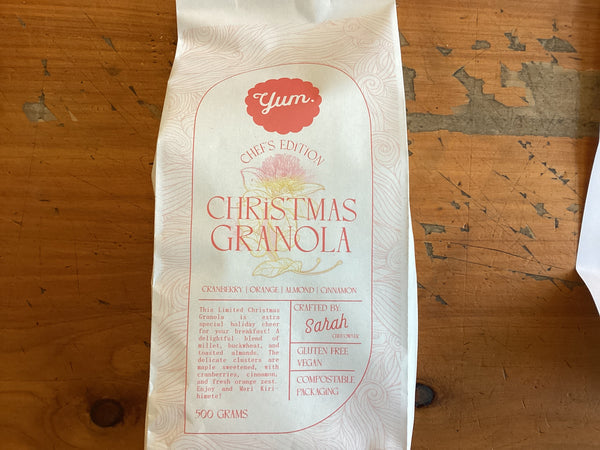 Yum.
CHEF'S EDITION
CHRISTMAS
GRANOLA
CRANBERRY | ORANGE | ALMOND | CINNAMON
This Limited Christmas
Granola is extra
special holiday cheer
for your breakfast! A
delightful blend of
millet, buckwheat, and
toasted almonds. The
delicate clusters are
maple sweetened, with
cranberries, cinnamon,
and fresh orange zest.
Enjoy and Meri Kiri-
himete!
500 GRAMS
CRAFTED BY:
Sarah
GLUTEN FREE
VEGAN
COMPOSTABLE
PACKAGING